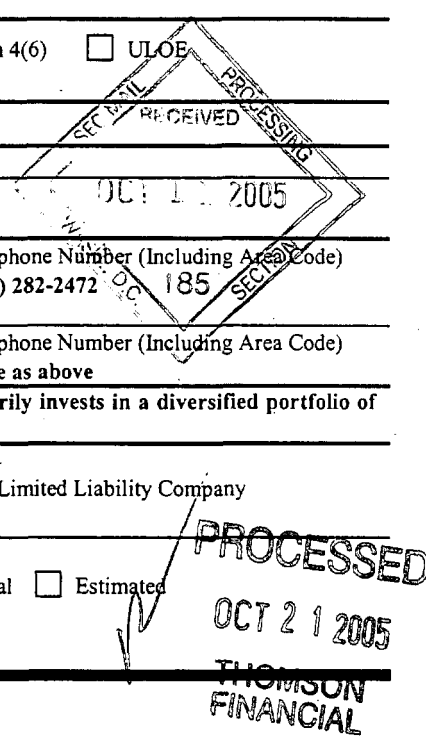 4(6) ULOE
SEC MAIL PROCESSING
RECEIVED
OCT 2005
phone Number (Including Area Code)
) 282-2472
WASH, D.C. 185 SECTION
phone Number (Including Area Code)
e as above
rily invests in a diversified portfolio of
Limited Liability Company
PROCESSED
al Estimated
OCT 2 1 2005
THOMSON
FINANCIAL